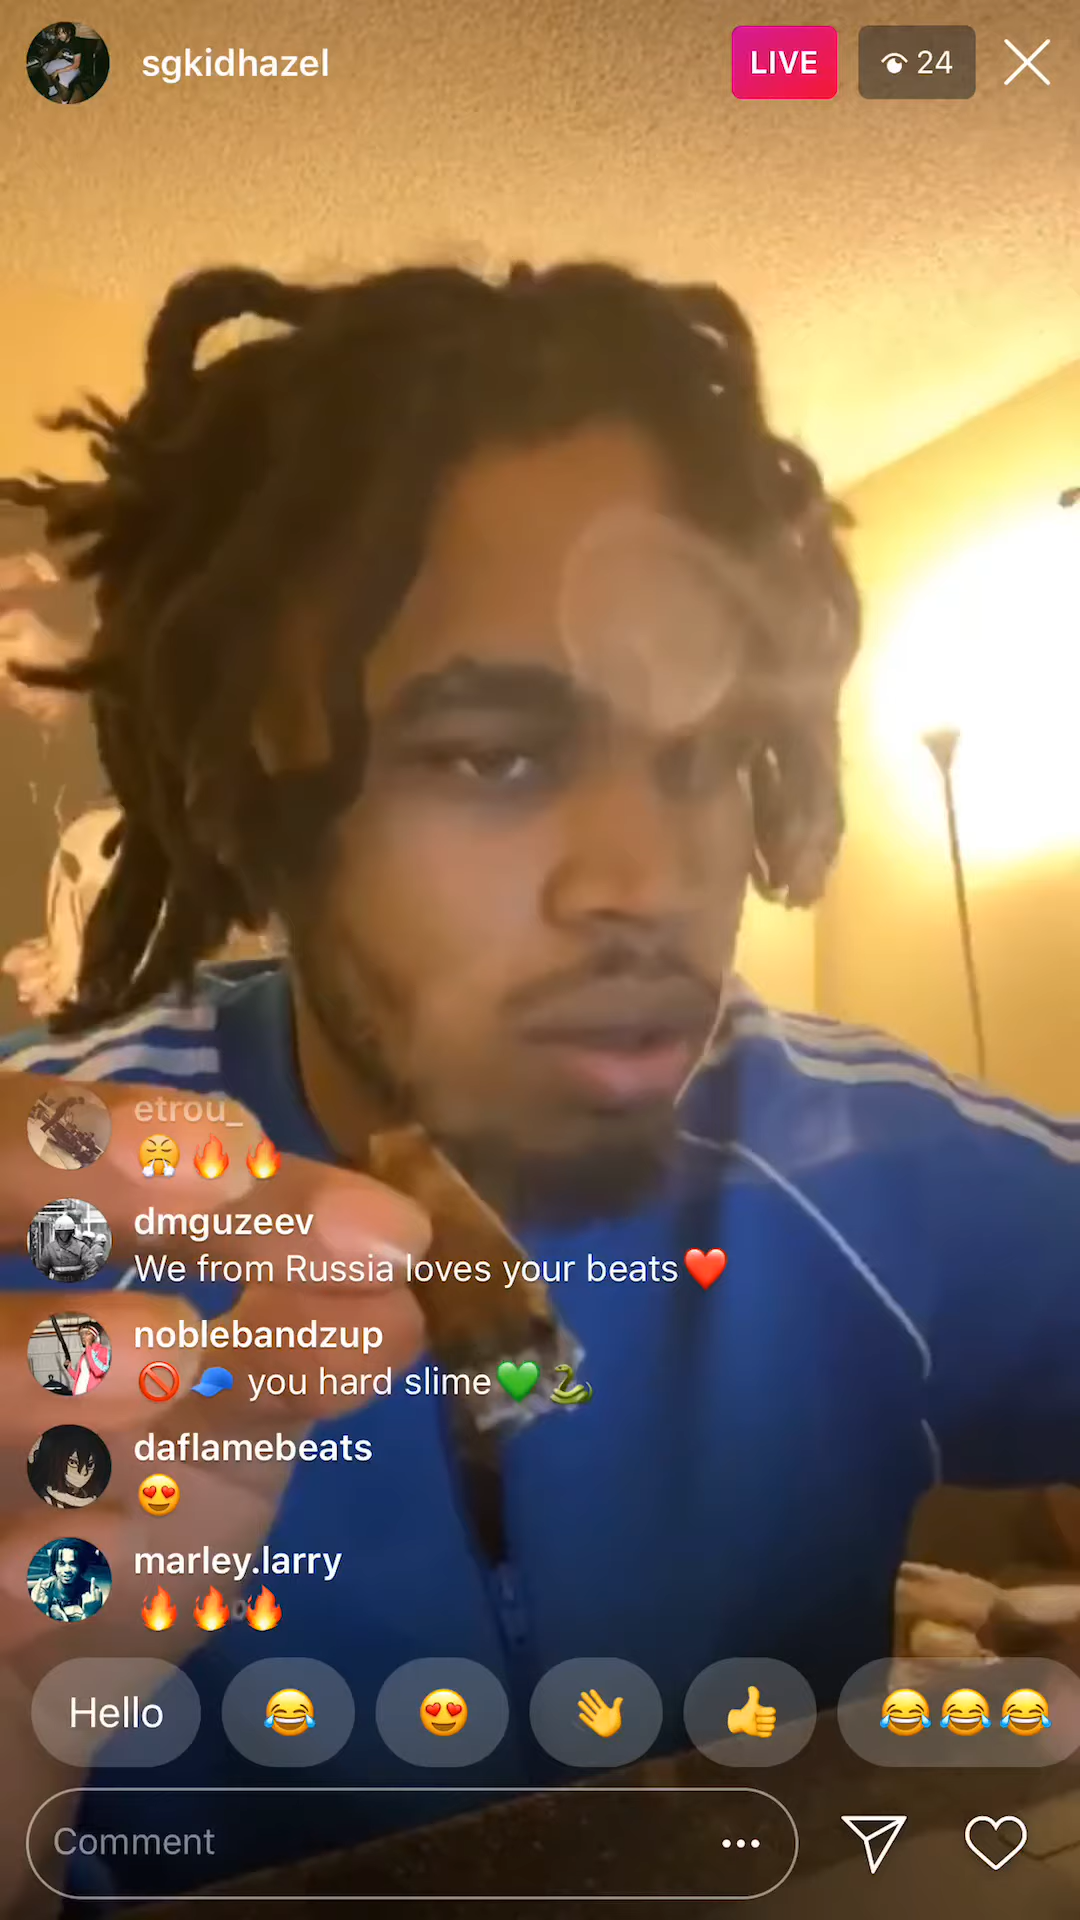 sgkidhazel
LIVE
24
etrou_
😤🔥🔥
dmguzeev
We from Russia loves your beats❤️
noblebandzup
🚫🧢 you hard slime💚🐍
daflamebeats
😍
marley.larry
🔥🔥🔥
Hello 😂 😍 👋 👍 😂😂😂
Comment